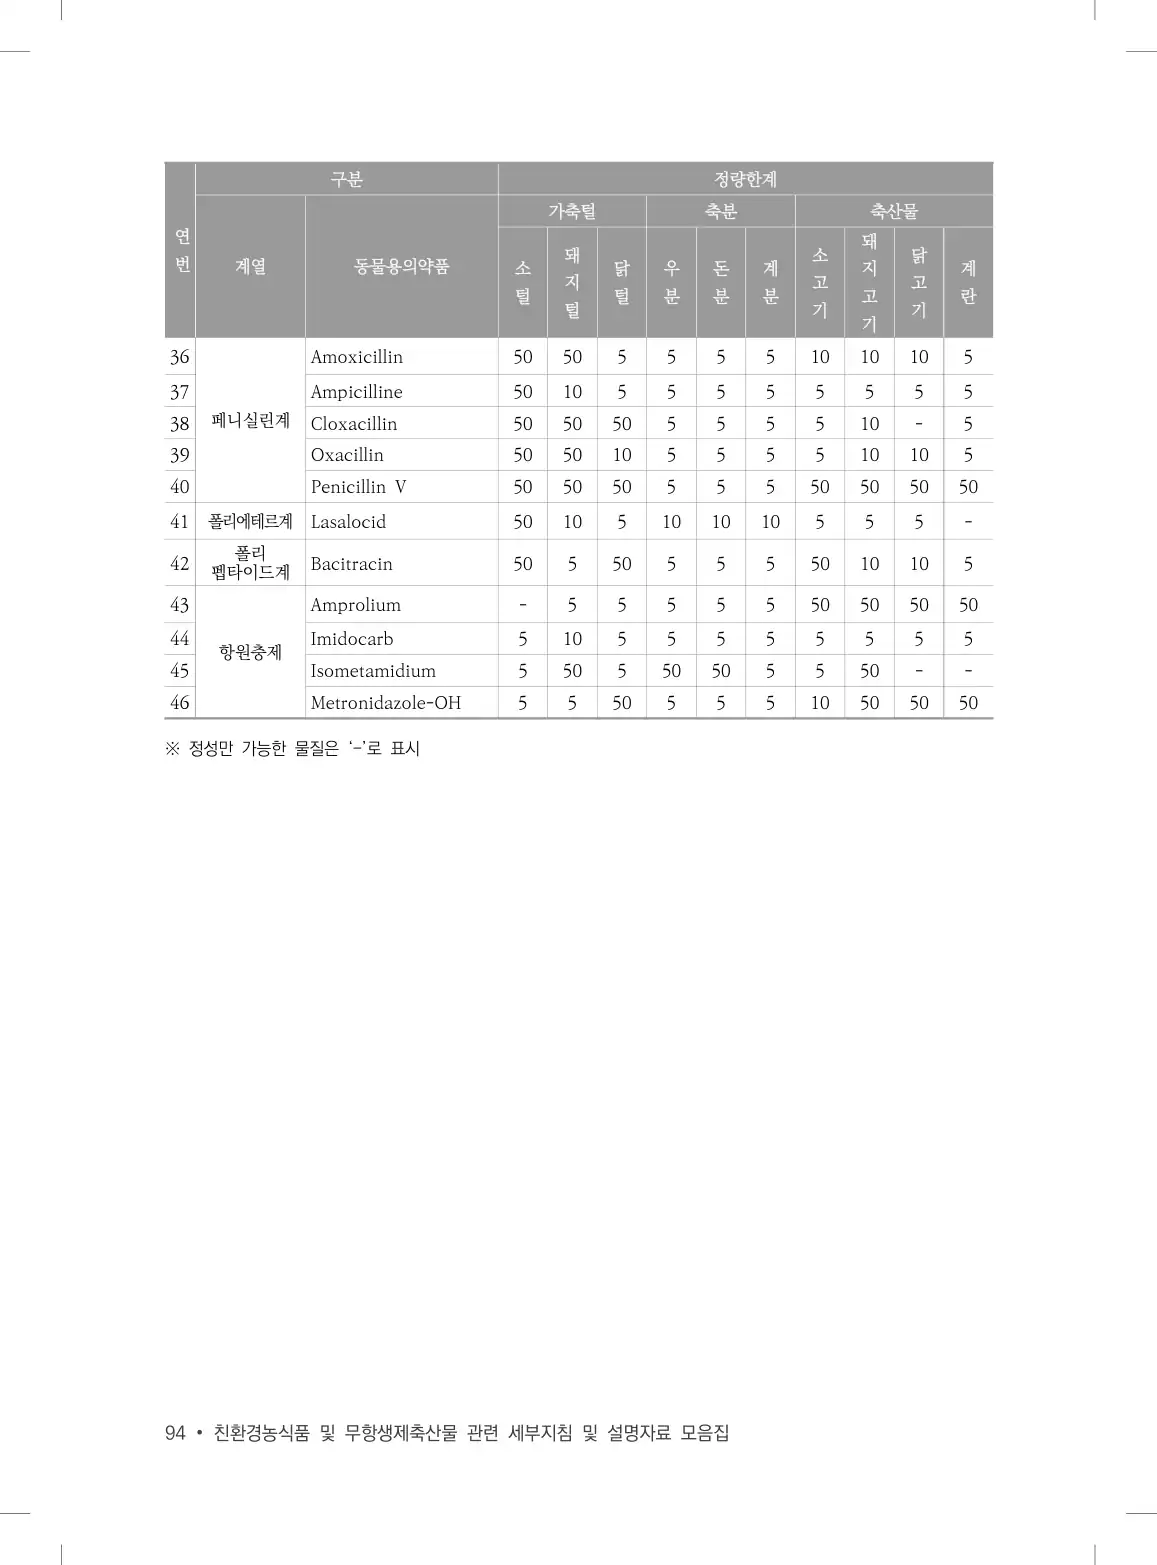 연번 구분 정량한계
가축털 축분 축산물
계열 동물용의약품 소털 돼지털 닭털 우분 돈분 계분 소고기 돼지고기 닭고기 계란
36 페니실린계 Amoxicillin 50 50 5 5 5 5 10 10 10 5
37 Ampicilline 50 10 5 5 5 5 5 5 5 5
38 Cloxacillin 50 50 50 5 5 5 5 10 - 5
39 Oxacillin 50 50 10 5 5 5 5 10 10 5
40 Penicillin V 50 50 50 5 5 5 50 50 50 50
41 폴리에테르계 Lasalocid 50 10 5 10 10 10 5 5 5 -
42 폴리펩타이드계 Bacitracin 50 5 50 5 5 5 50 10 10 5
43 항원충제 Amprolium - 5 5 5 5 5 50 50 50 50
44 Imidocarb 5 10 5 5 5 5 5 5 5 5
45 Isometamidium 5 50 5 50 50 5 5 50 - -
46 Metronidazole-OH 5 5 50 5 5 5 10 50 50 50
※ 정성만 가능한 물질은 ‘-’로 표시
94 • 친환경농식품 및 무항생제축산물 관련 세부지침 및 설명자료 모음집